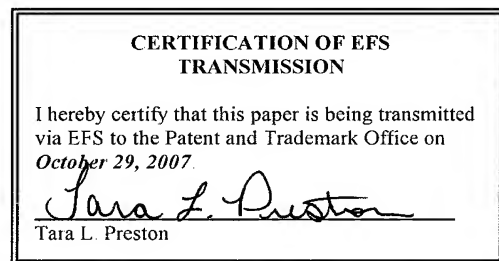 CERTIFICATION OF EFS
TRANSMISSION
I hereby certify that this paper is being transmitted
via EFS to the Patent and Trademark Office on
October 29, 2007.
Tara L. Preston
Tara L. Preston